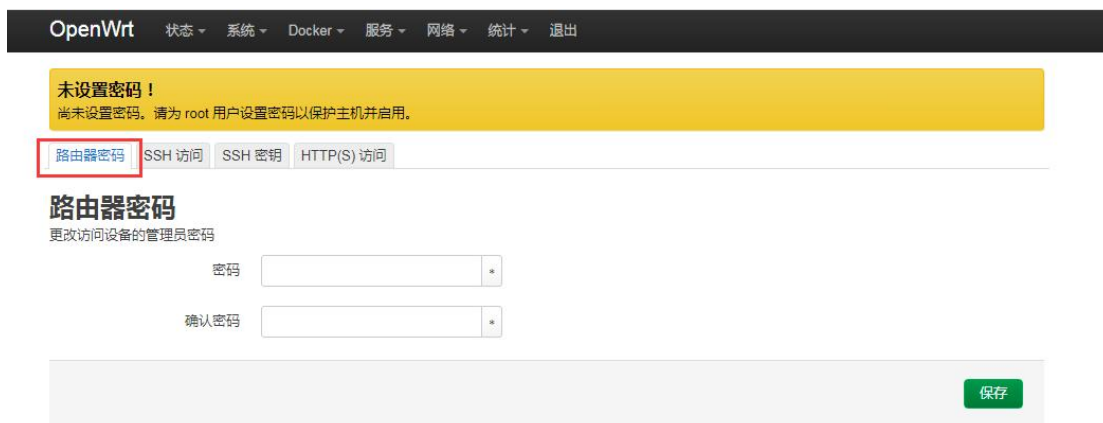 OpenWrt 状态 系统 Docker 服务 网络 统计 退出
未设置密码！
尚未设置密码。请为 root 用户设置密码以保护主机并启用。
路由器密码 SSH 访问 SSH 密钥 HTTP(S) 访问
路由器密码
更改访问设备的管理员密码
密码 *
确认密码 *
保存